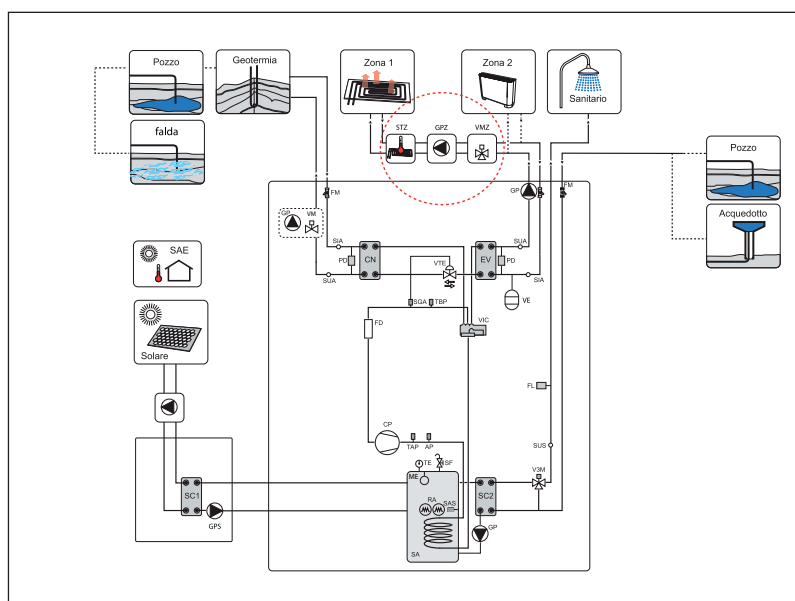 Pozzo
Geotermia
Zona 1
Zona 2
Sanitario
falda
STZ
GPZ
VMZ
Pozzo
Acquedotto
FM
GP
FM
GP
VM
SIA
CN
EV
SUA
PD
VTE
PD
SUA
SIA
VE
SAE
SGA
TBP
FD
VIC
Solare
FL
CP
TAP
AP
SUS
TE
SF
V3M
ME
SC1
RA
SAS
SC2
GPS
GP
SA